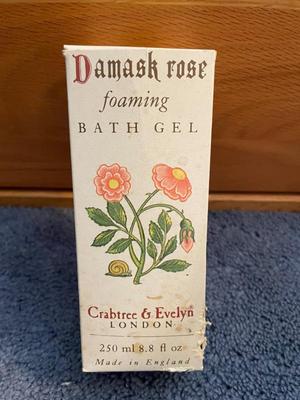 Damask rose
foaming
BATH GEL
Crabtree & Evelyn
LONDON
250 ml 8.8 fl oz
Made in England